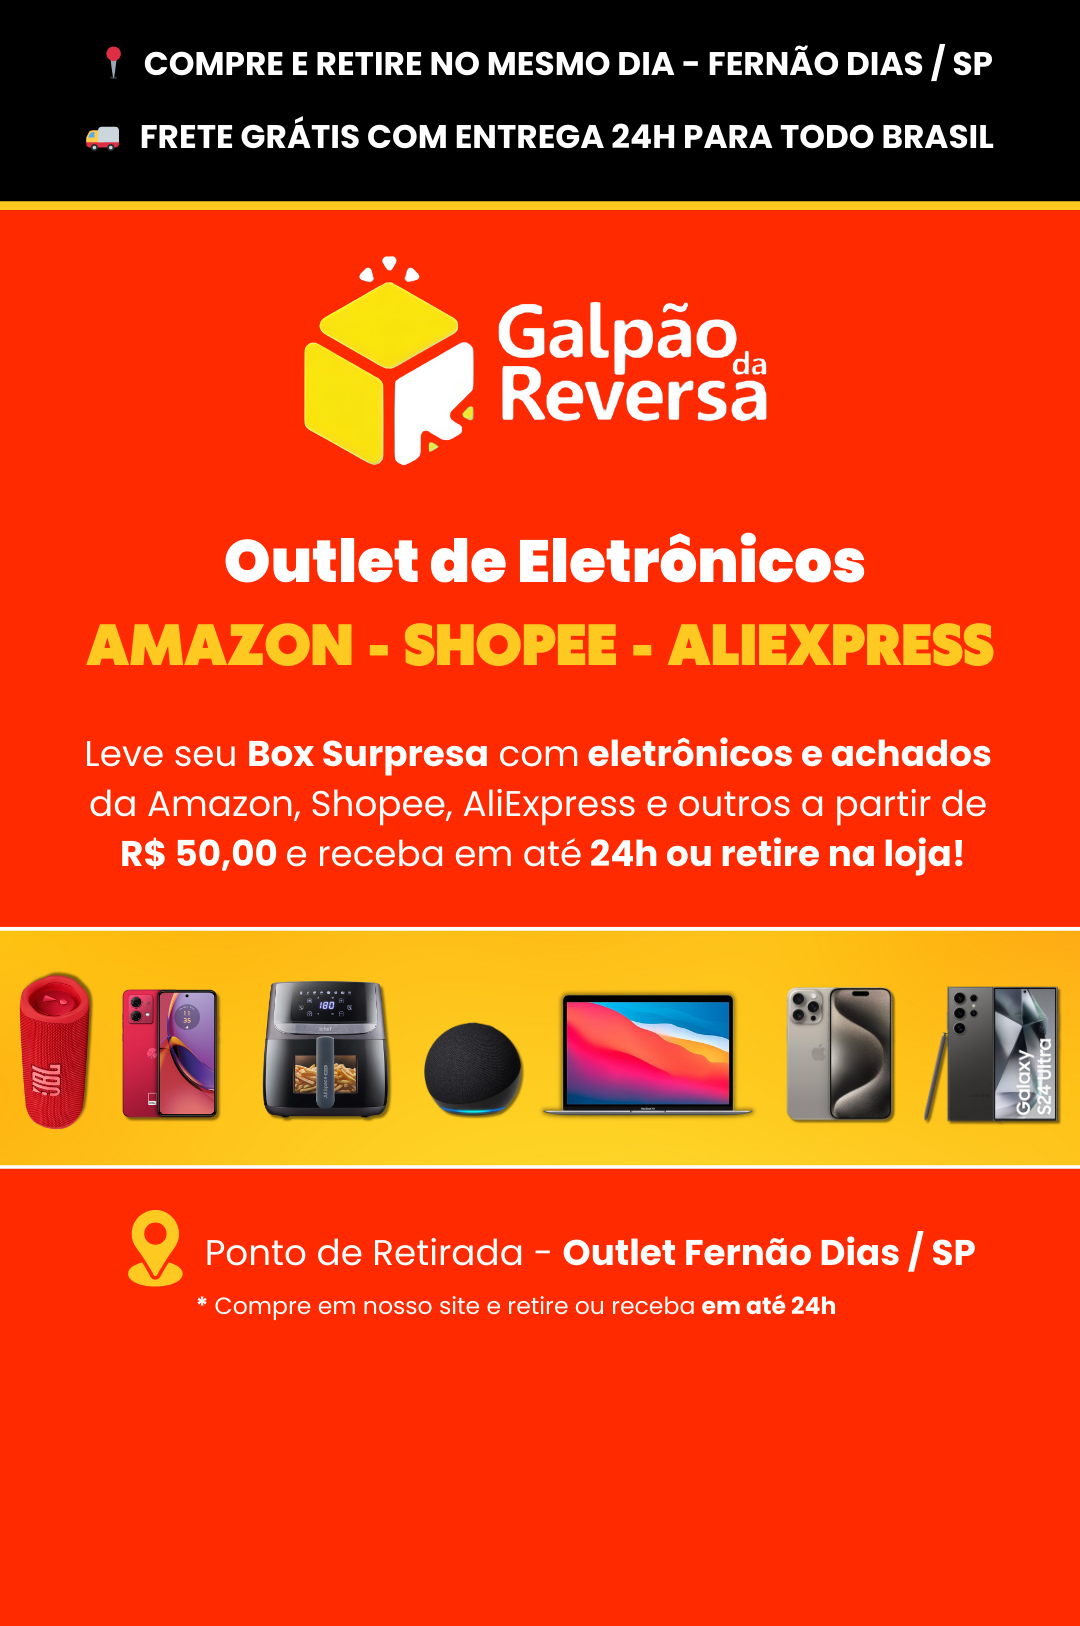 COMPRE E RETIRE NO MESMO DIA - FERNÃO DIAS / SP
FRETE GRÁTIS COM ENTREGA 24H PARA TODO BRASIL
Galpão
da
Reversa
Outlet de Eletrônicos
AMAZON - SHOPEE - ALIEXPRESS
Leve seu Box Surpresa com eletrônicos e achados
da Amazon, Shopee, AliExpress e outros a partir de
R$ 50,00 e receba em até 24h ou retire na loja!
JBL
11
35
180
Galaxy
S24 Ultra
Ponto de Retirada - Outlet Fernão Dias / SP
* Compre em nosso site e retire ou receba em até 24h